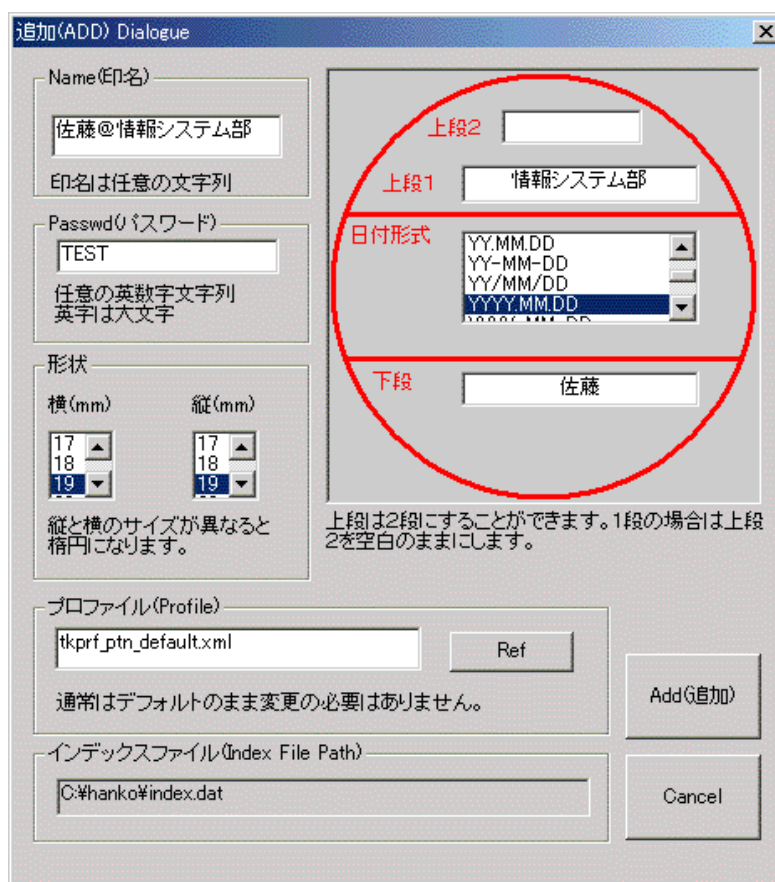 追加(ADD) Dialogue
Name(印名)
佐藤@情報システム部
印名は任意の文字列
Passwd(パスワード)
TEST
任意の英数字文字列
英字は大文字
形状
横(mm)
縦(mm)
17
18
19
17
18
19
縦と横のサイズが異なると
楕円になります。
上段2
上段1
情報システム部
日付形式
YY.MM.DD
YY-MM-DD
YY/MM/DD
YYYY.MM.DD
下段
佐藤
上段は2段にすることができます。1段の場合は上段
2を空白のままにします。
プロファイル(Profile)
tkprf_ptn_default.xml
Ref
通常はデフォルトのまま変更の必要はありません。
インデックスファイル(Index File Path)
C:¥hanko¥index.dat
Add(追加)
Cancel